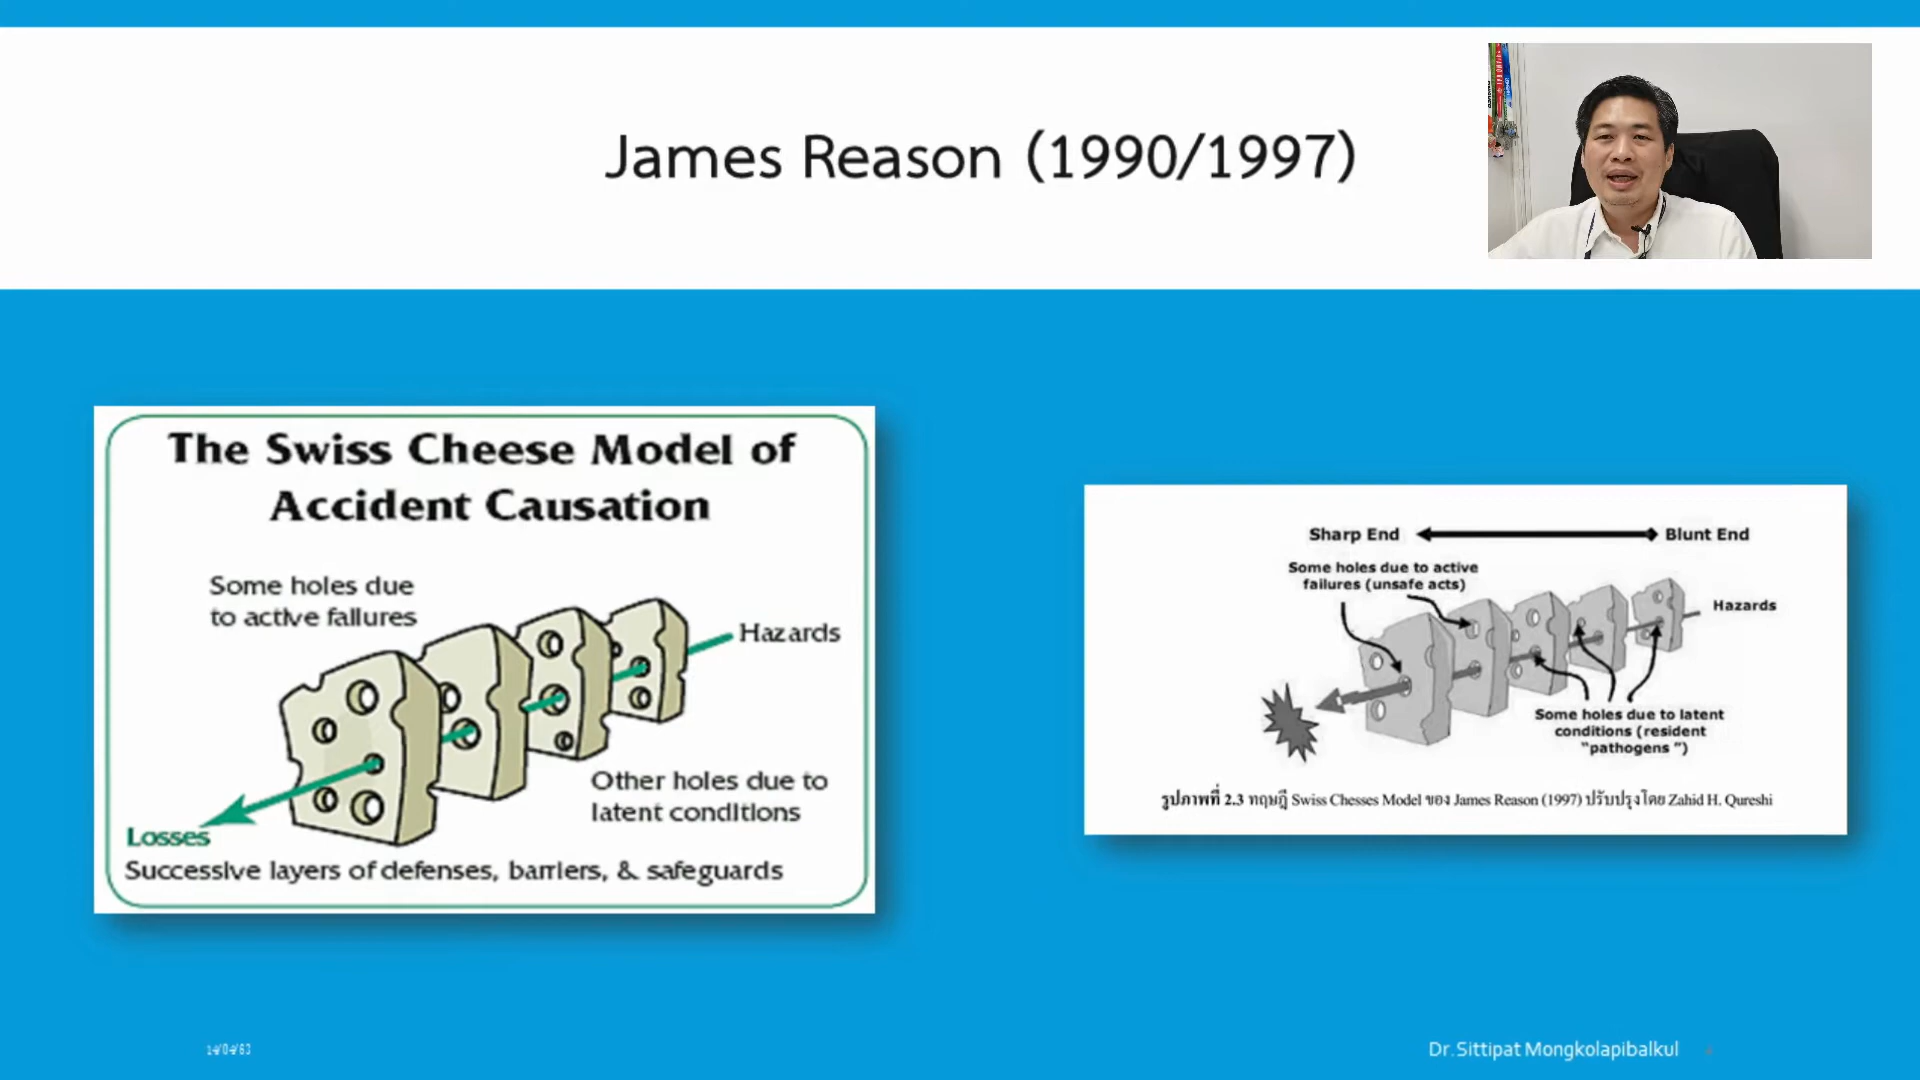 James Reason (1990/1997)
The Swiss Cheese Model of
Accident Causation
Some holes due
to active failures
Hazards
Other holes due to
latent conditions
Losses
Successive layers of defenses, barriers, & safeguards
Sharp End
Blunt End
Some holes due to active
failures (unsafe acts)
Hazards
Some holes due to latent
conditions (resident
"pathogens ")
รูปภาพที่ 2.3 ทฤษฎี Swiss Chesses Model ของ James Reason (1997) ปรับปรุงโดย Zahid H. Qureshi
14/04/63
Dr.Sittipat Mongkolapibalkul